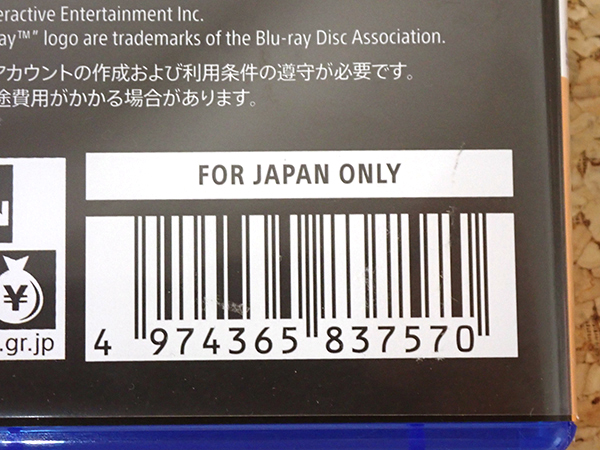 eractive Entertainment Inc.
ay™" logo are trademarks of the Blu-ray Disc Association.
アカウントの作成および利用条件の遵守が必要です。
途費用がかかる場合があります。
FOR JAPAN ONLY
N
¥
.gr.jp
4 974365 837570